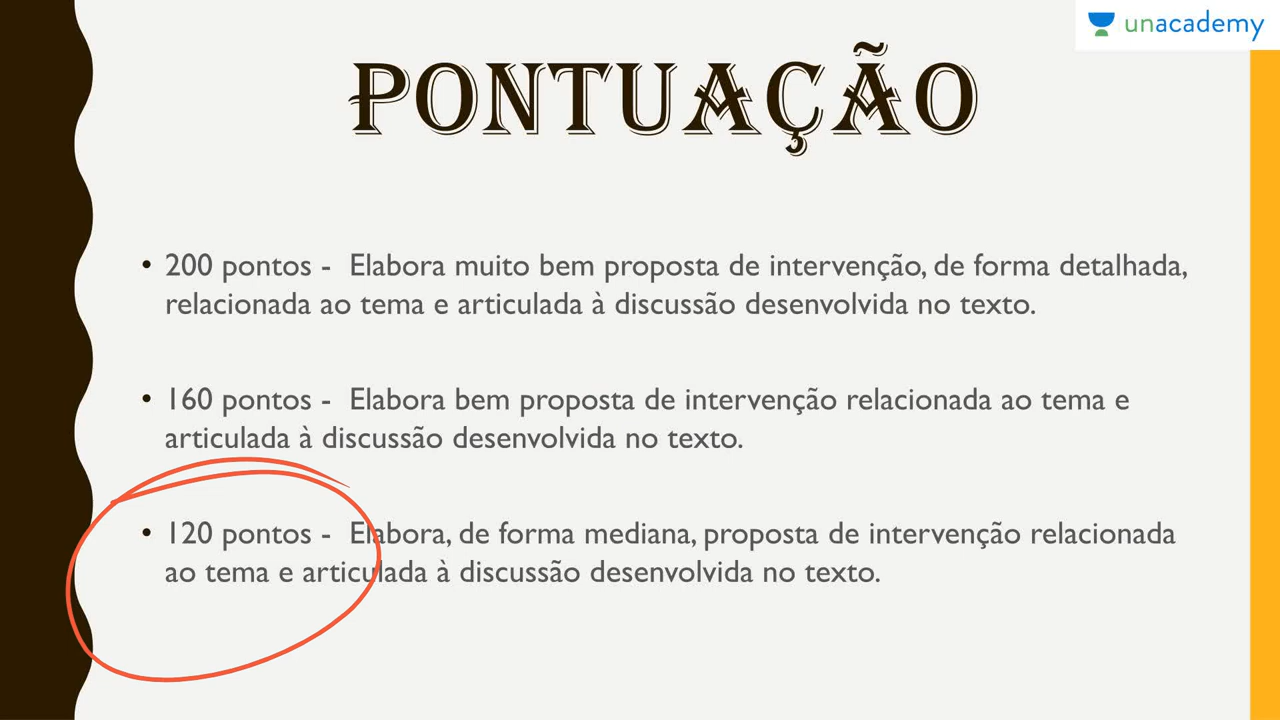 unacademy
PONTUAÇÃO
• 200 pontos - Elabora muito bem proposta de intervenção, de forma detalhada,
relacionada ao tema e articulada à discussão desenvolvida no texto.
• 160 pontos - Elabora bem proposta de intervenção relacionada ao tema e
articulada à discussão desenvolvida no texto.
• 120 pontos - Elabora, de forma mediana, proposta de intervenção relacionada
ao tema e articulada à discussão desenvolvida no texto.